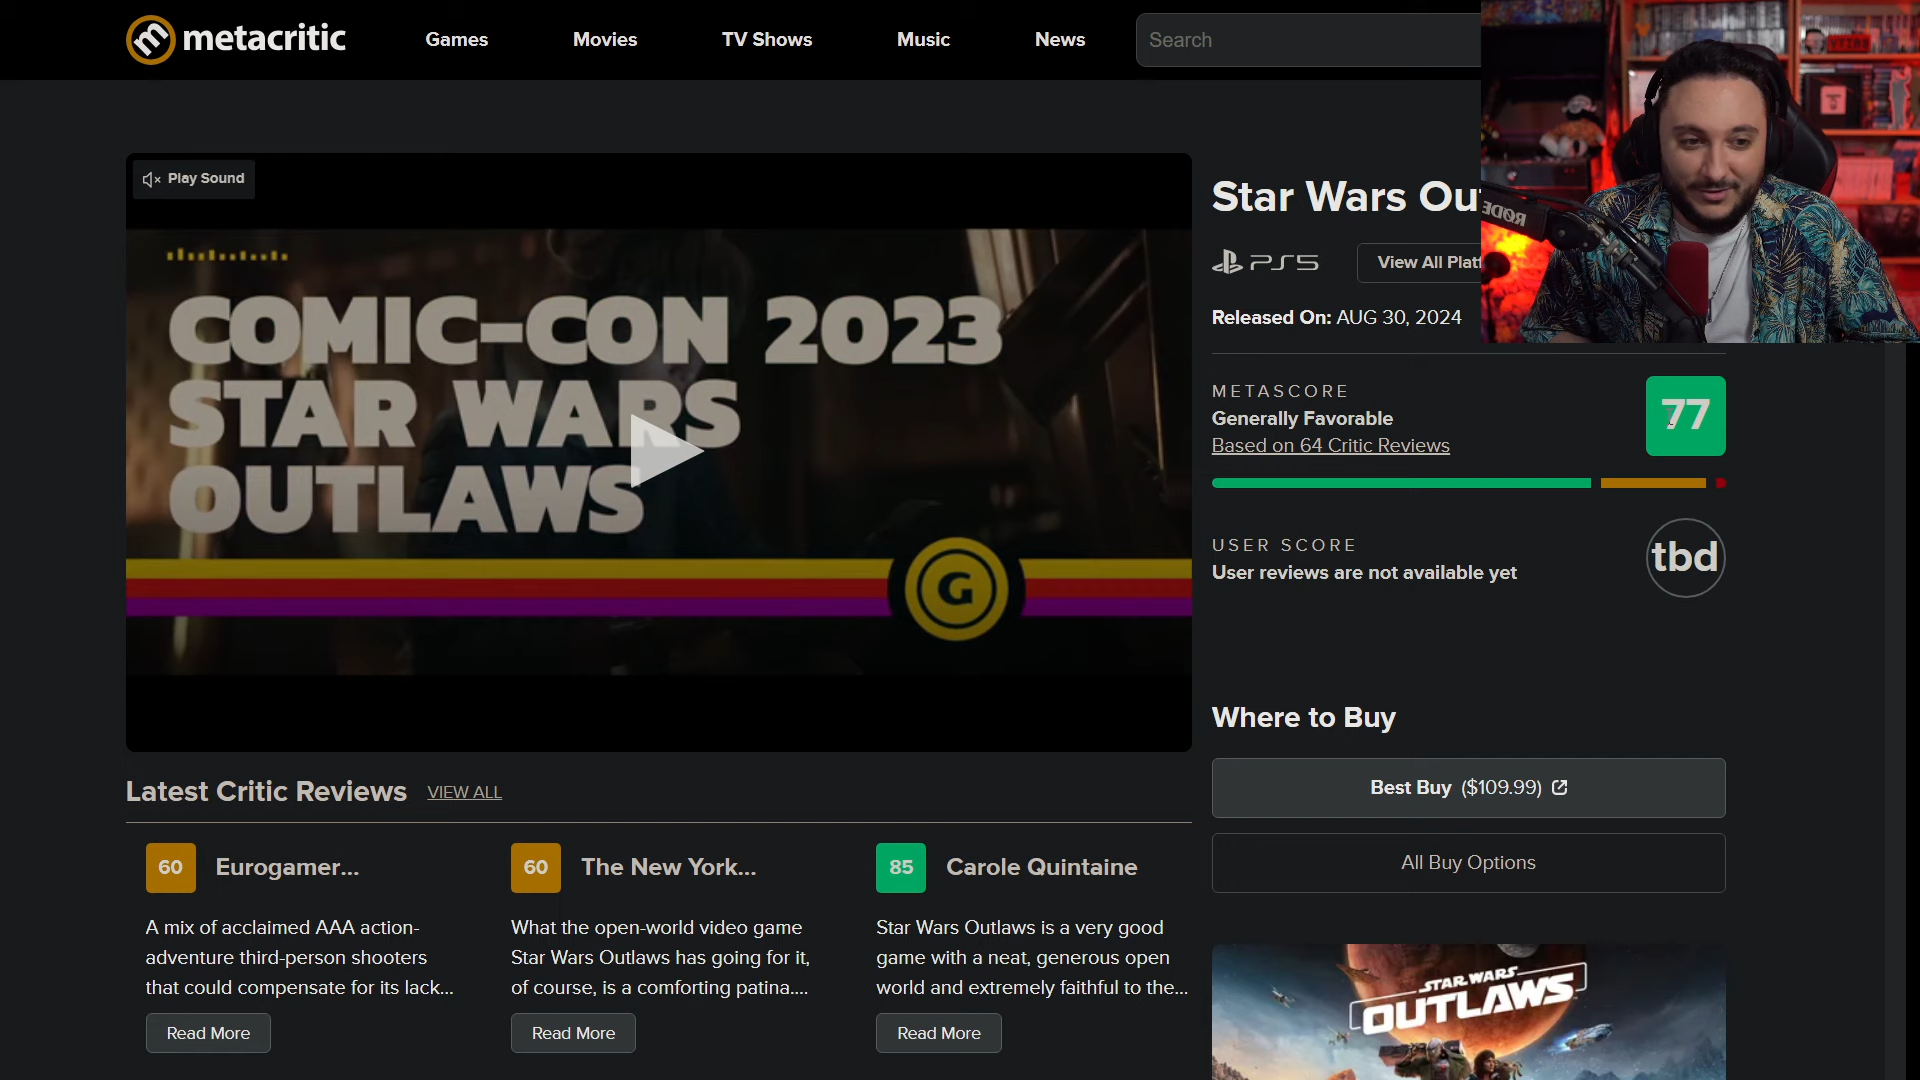 metacritic
Games
Movies
TV Shows
Music
News
Search
Play Sound
COMIC-CON 2023
STAR WARS
OUTLAWS
G
Star Wars Ou
PS5
View All Platf
Released On: AUG 30, 2024
METASCORE
Generally Favorable
Based on 64 Critic Reviews
77
USER SCORE
User reviews are not available yet
tbd
Where to Buy
Best Buy ($109.99)
All Buy Options
STAR WARS
OUTLAWS
Latest Critic Reviews
VIEW ALL
60 Eurogamer...
A mix of acclaimed AAA action-
adventure third-person shooters
that could compensate for its lack...
Read More
60 The New York...
What the open-world video game
Star Wars Outlaws has going for it,
of course, is a comforting patina....
Read More
85 Carole Quintaine
Star Wars Outlaws is a very good
game with a neat, generous open
world and extremely faithful to the...
Read More
RØDE